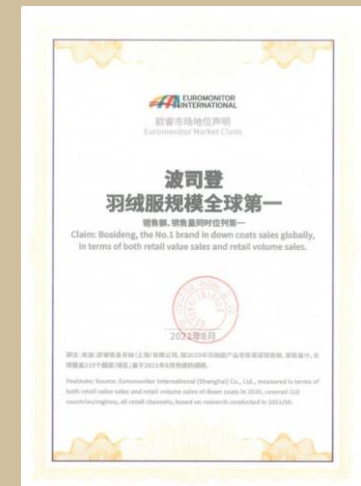 EUROMONITOR
INTERNATIONAL
欧睿市场地位声明
Euromonitor Market Claim
波司登
羽绒服规模全球第一
销售额、销售量同时位列第一
Claim: Bosideng, the No.1 brand in down coats sales globally,
in terms of both retail value sales and retail volume sales.
2021年8月
Footnote: Source: Euromonitor International (Shanghai) Co., Ltd., measured in terms of
both retail value sales and retail volume sales of down coats in 2020, covered 210
countries/regions, all retail channels; based on research conducted in 2021/08.